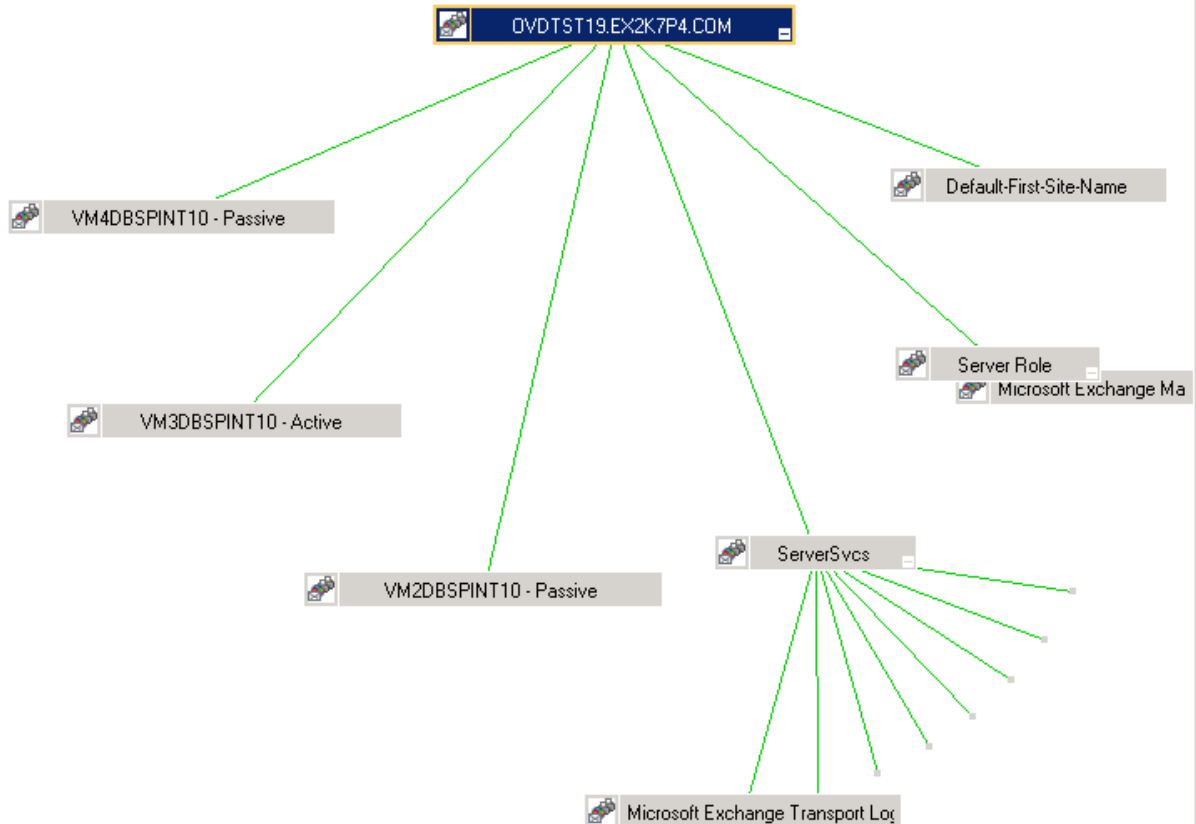 OVDTST19.EX2K7P4.COM
Default-First-Site-Name
VM4DBSPINT10 - Passive
Server Role
Microsoft Exchange Ma
VM3DBSPINT10 - Active
ServerSvcs
VM2DBSPINT10 - Passive
Microsoft Exchange Transport Log